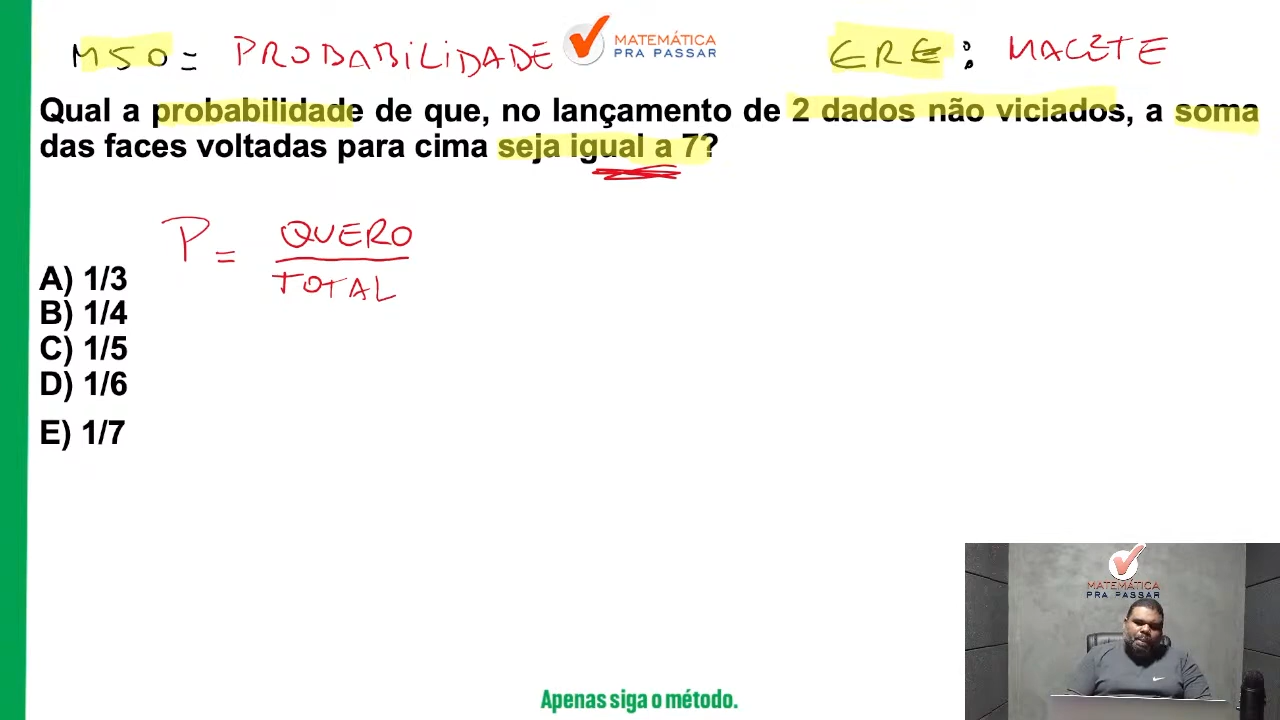 MSO = PROBABILIDADE
MATEMÁTICA
PRA PASSAR
CRE: MACETE
Qual a probabilidade de que, no lançamento de 2 dados não viciados, a soma
das faces voltadas para cima seja igual a 7?
P = QUERO
TOTAL
A) 1/3
B) 1/4
C) 1/5
D) 1/6
E) 1/7
MATEMÁTICA
PRA PASSAR
Apenas siga o método.